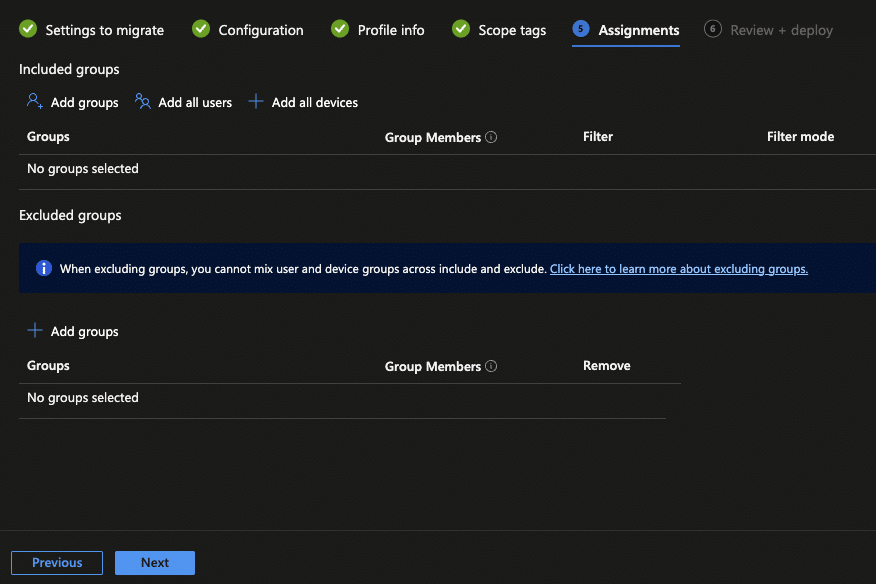 Settings to migrate Configuration Profile info Scope tags 5 Assignments 6 Review + deploy
Included groups
Add groups Add all users Add all devices
Groups Group Members Filter Filter mode
No groups selected
Excluded groups
When excluding groups, you cannot mix user and device groups across include and exclude. Click here to learn more about excluding groups.
Add groups
Groups Group Members Remove
No groups selected
Previous Next